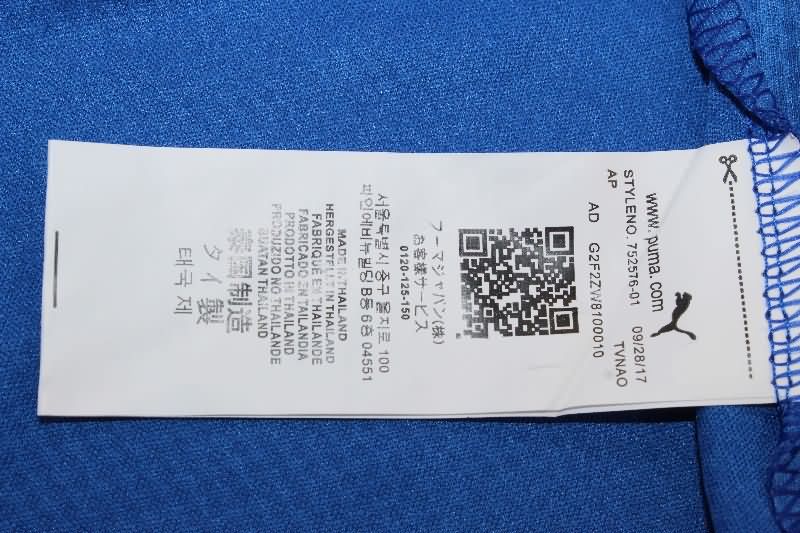 www.puma.com
STYLENO. 752576-01 09/28/17
AP AD G2F2ZW8100010 TVNAO
プーマジャパン(株)
お客様サービス
0120-125-150
서울특별시 중구 을지로 100
파인에비뉴빌딩 B동 6층 04551
MADE IN THAILAND
HERGESTELLT IN THAILAND
FABRIQUÉ EN THAILANDE
FABRICADO EN TAILANDIA
PRODOTTO IN THAILAND
PRODUZIDO NO THAILANDE
BUATAN THAILAND
泰國制造
タイ製
태국 제